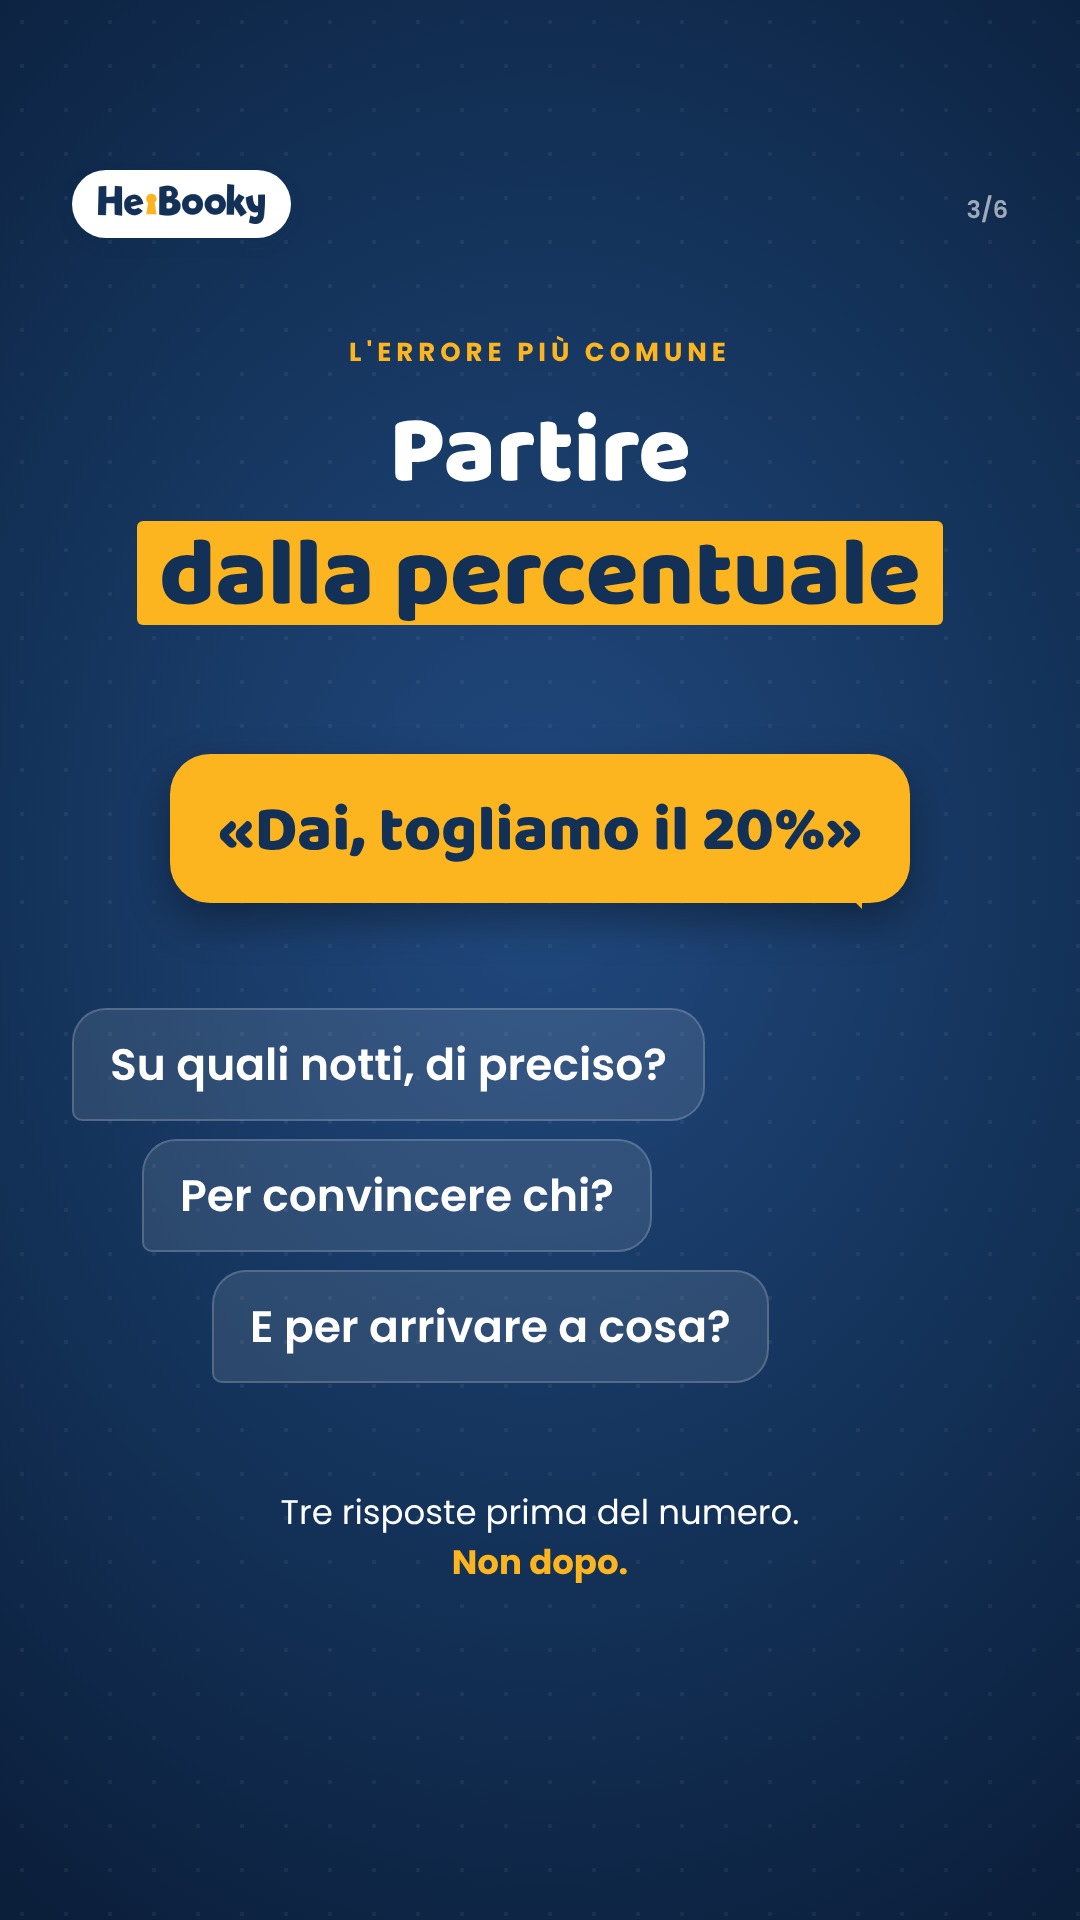 HeiBooky
3/6
L'ERRORE PIÙ COMUNE
Partire
dalla percentuale
«Dai, togliamo il 20%»
Su quali notti, di preciso?
Per convincere chi?
E per arrivare a cosa?
Tre risposte prima del numero.
Non dopo.